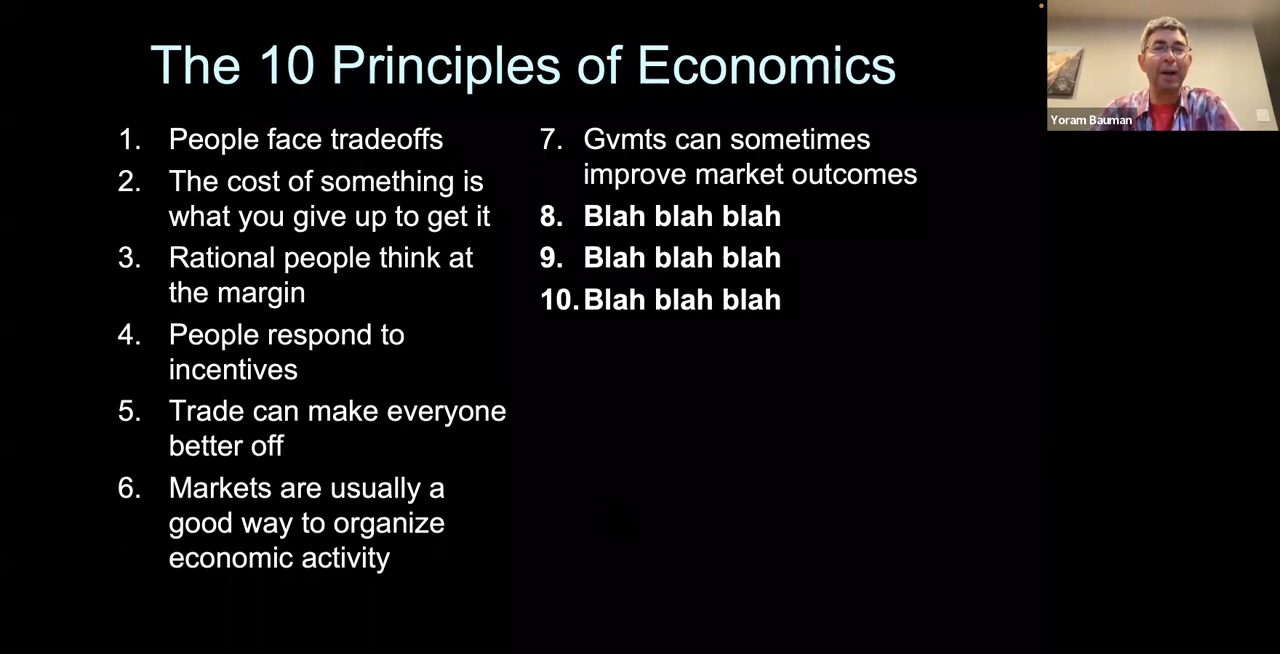 The 10 Principles of Economics
1. People face tradeoffs
2. The cost of something is
what you give up to get it
3. Rational people think at
the margin
4. People respond to
incentives
5. Trade can make everyone
better off
6. Markets are usually a
good way to organize
economic activity
7. Gvmts can sometimes
improve market outcomes
8. Blah blah blah
9. Blah blah blah
10. Blah blah blah
Yoram Bauman